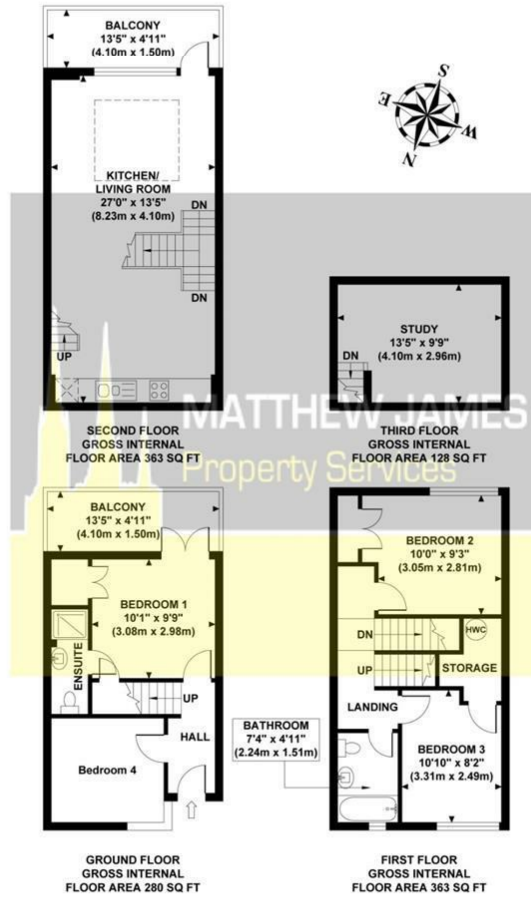 BALCONY
13'5" x 4'11"
(4.10m x 1.50m)
S
E
W
N
KITCHEN/
LIVING ROOM
27'0" x 13'5"
(8.23m x 4.10m)
DN
DN
UP
SECOND FLOOR
GROSS INTERNAL
FLOOR AREA 363 SQ FT
STUDY
13'5" x 9'9"
(4.10m x 2.96m)
DN
THIRD FLOOR
GROSS INTERNAL
FLOOR AREA 128 SQ FT
MATTHEW JAMES
Property Services
BALCONY
13'5" x 4'11"
(4.10m x 1.50m)
BEDROOM 1
10'1" x 9'9"
(3.08m x 2.98m)
ENSUITE
UP
HALL
Bedroom 4
GROUND FLOOR
GROSS INTERNAL
FLOOR AREA 280 SQ FT
BEDROOM 2
10'0" x 9'3"
(3.05m x 2.81m)
DN
HWC
UP
STORAGE
LANDING
BATHROOM
7'4" x 4'11"
(2.24m x 1.51m)
BEDROOM 3
10'10" x 8'2"
(3.31m x 2.49m)
FIRST FLOOR
GROSS INTERNAL
FLOOR AREA 363 SQ FT